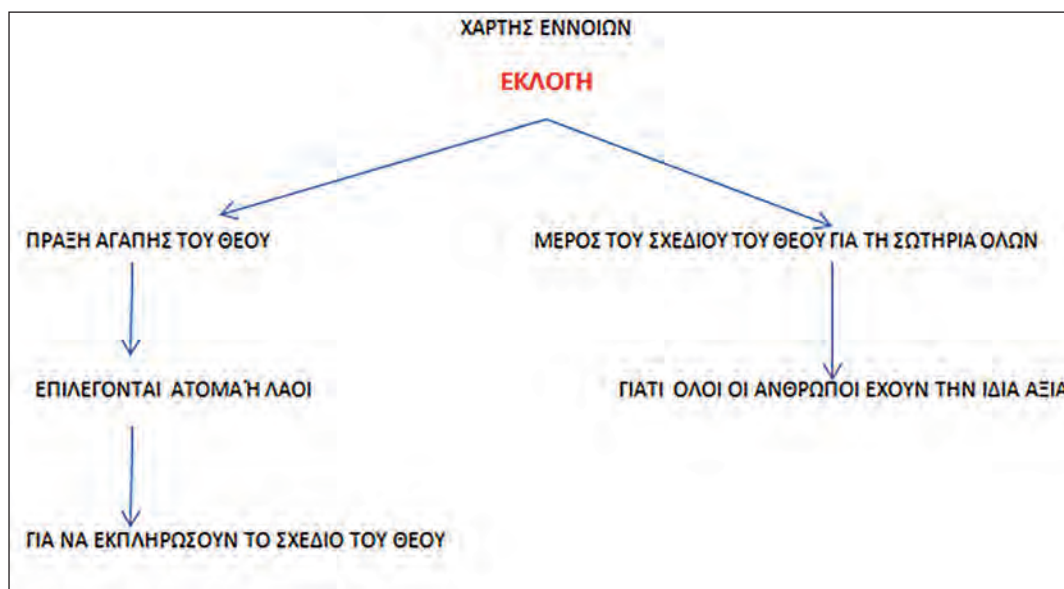 ΧΑΡΤΗΣ ΕΝΝΟΙΩΝ
ΕΚΛΟΓΗ
ΠΡΑΞΗ ΑΓΑΠΗΣ ΤΟΥ ΘΕΟΥ
ΜΕΡΟΣ ΤΟΥ ΣΧΕΔΙΟΥ ΤΟΥ ΘΕΟΥ ΓΙΑ ΤΗ ΣΩΤΗΡΙΑ ΟΛΩΝ
ΕΠΙΛΕΓΟΝΤΑΙ ΑΤΟΜΑ Ή ΛΑΟΙ
ΓΙΑΤΙ ΟΛΟΙ ΟΙ ΑΝΘΡΩΠΟΙ ΕΧΟΥΝ ΤΗΝ ΙΔΙΑ ΑΞΙΑ
ΓΙΑ ΝΑ ΕΚΠΛΗΡΩΣΟΥΝ ΤΟ ΣΧΕΔΙΟ ΤΟΥ ΘΕΟΥ